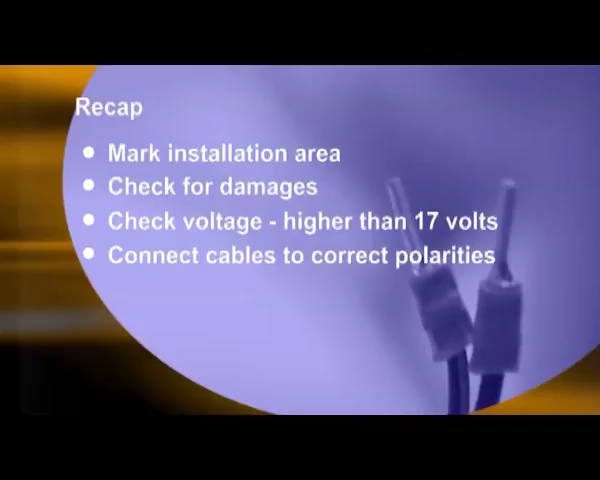 Recap
• Mark installation area
• Check for damages
• Check voltage - higher than 17 volts
• Connect cables to correct polarities